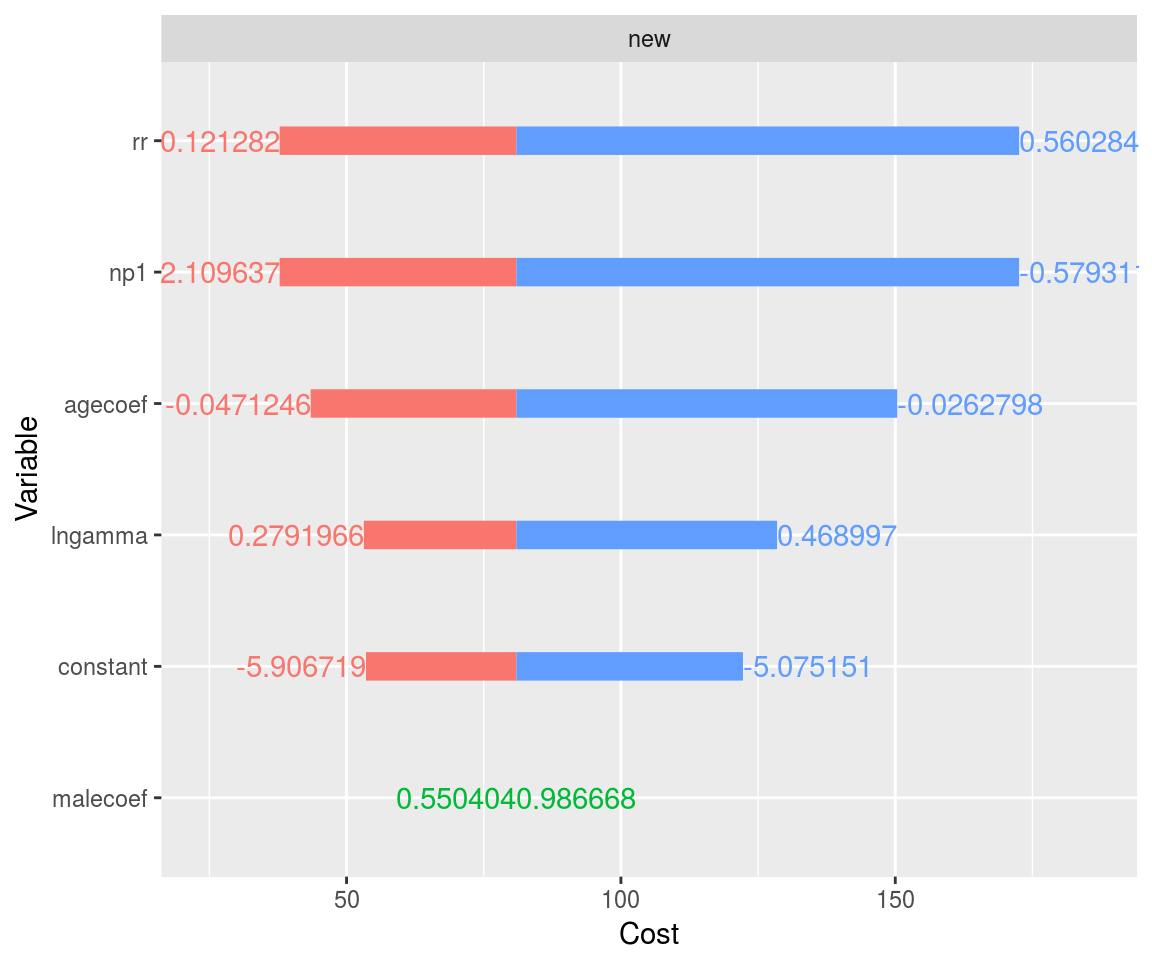 new
rr 0.121282 0.560284
np1 2.109637 -0.57931
agecoef -0.0471246 -0.0262798
lngamma 0.2791966 0.468997
constant -5.906719 -5.075151
malecoef 0.5504040.986668
50 100 150
Cost
Variable